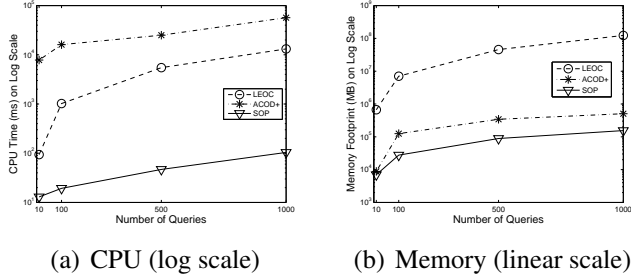 CPU Time (ms) on Log Scale
10^5
10^4
10^3
10^2
10^1
10
100
500
1000
Number of Queries
LEOC
ACOD+
SOP
(a) CPU (log scale)
Memory Footprint (MB) on Log Scale
10^9
10^8
10^7
10^6
10^5
10^4
10^3
10
100
500
1000
Number of Queries
LEOC
ACOD+
SOP
(b) Memory (linear scale)